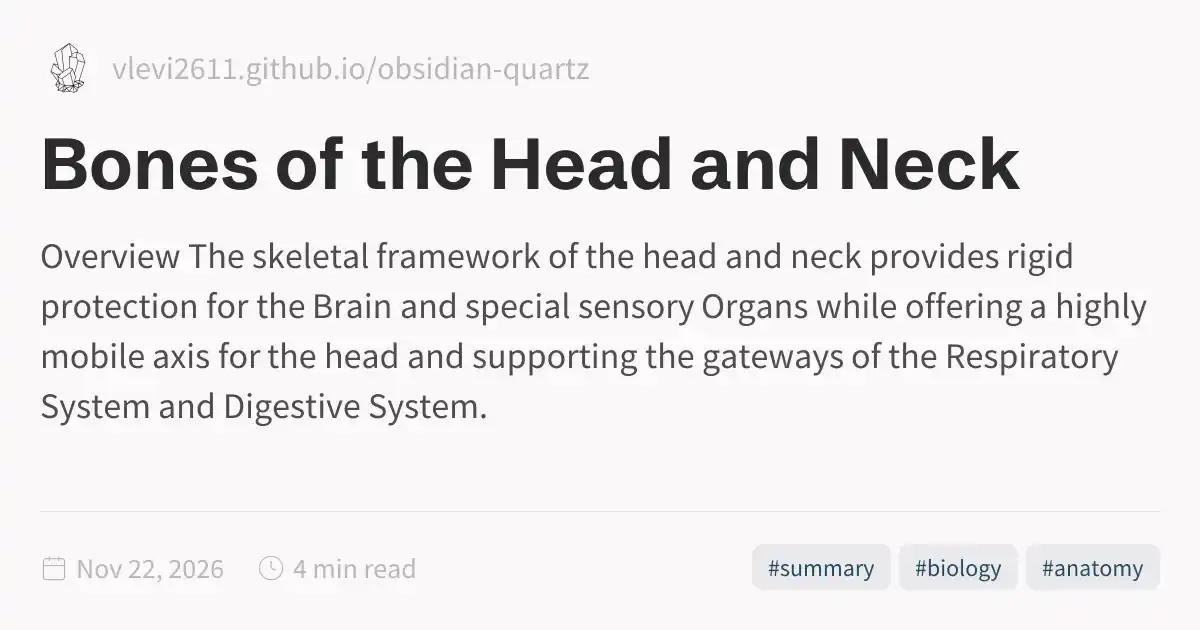 vlevi2611.github.io/obsidian-quartz
Bones of the Head and Neck
Overview The skeletal framework of the head and neck provides rigid
protection for the Brain and special sensory Organs while offering a highly
mobile axis for the head and supporting the gateways of the Respiratory
System and Digestive System.
Nov 22, 2026 4 min read #summary #biology #anatomy